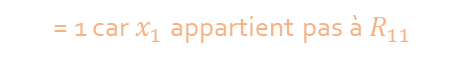 = 1 car x₁ appartient pas à R₁₁